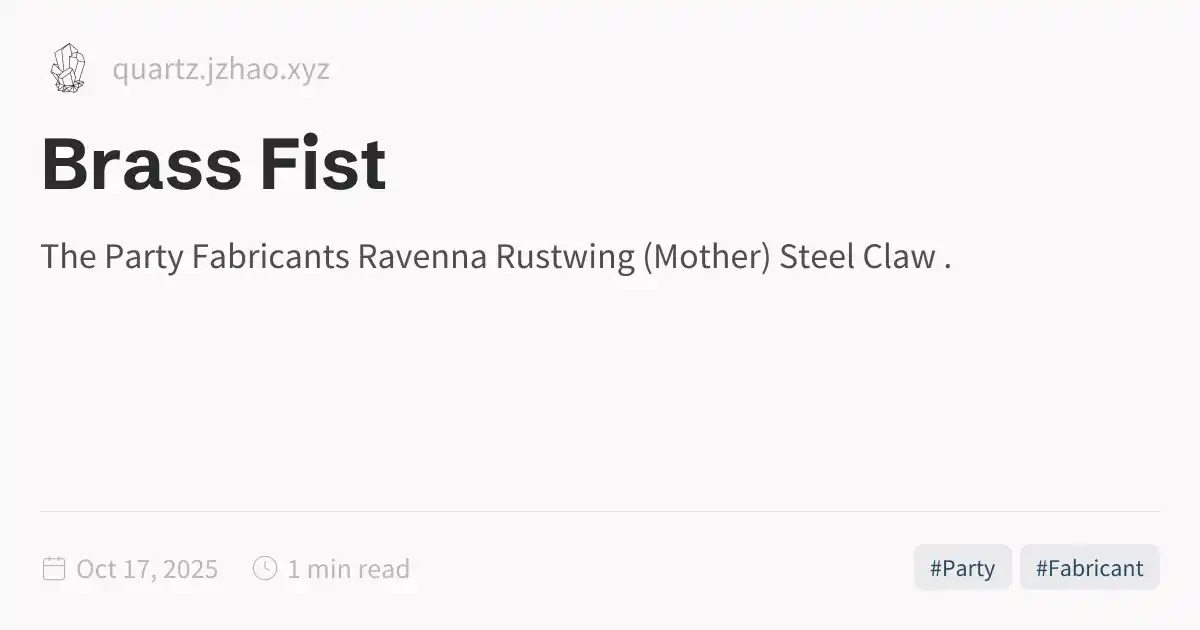 quartz.jzhao.xyz
Brass Fist
The Party Fabricants Ravenna Rustwing (Mother) Steel Claw .
Oct 17, 2025 1 min read #Party #Fabricant